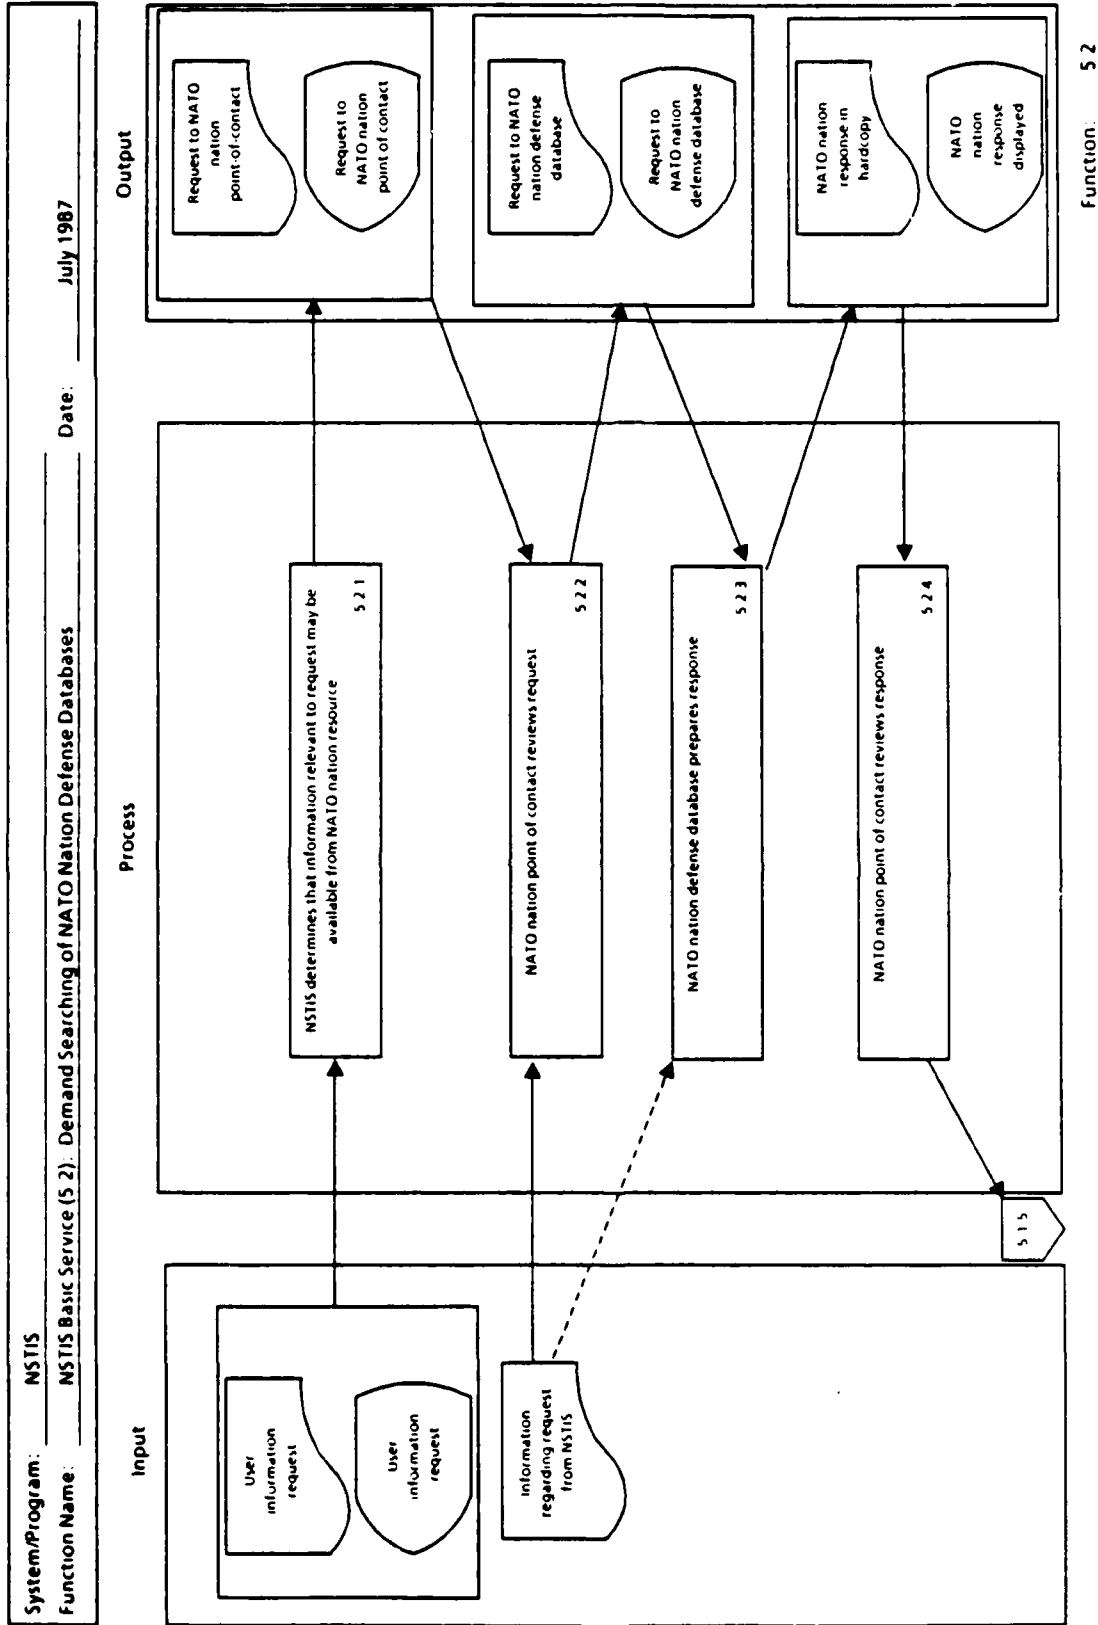 System/Program: NSTIS
Function Name: NSTIS Basic Service (5 2): Demand Searching of NATO Nation Defense Databases Date: July 1987
Input
Process
Output
User
information
request
User
information
request
Information
regarding request
from NSTIS
NSTIS determines that information relevant to request may be
available from NATO nation resource
5 2 1
NATO nation point of contact reviews request
5 2 2
NATO nation defense database prepares response
5 2 3
NATO nation point of contact reviews response
5 2 4
5 1 5
Request to NATO
nation
point-of-contact
Request to
NATO nation
point of contact
Request to NATO
nation defense
database
Request to
NATO nation
defense database
NATO nation
response in
hardcopy
NATO
nation
response
displayed
Function: 5 2